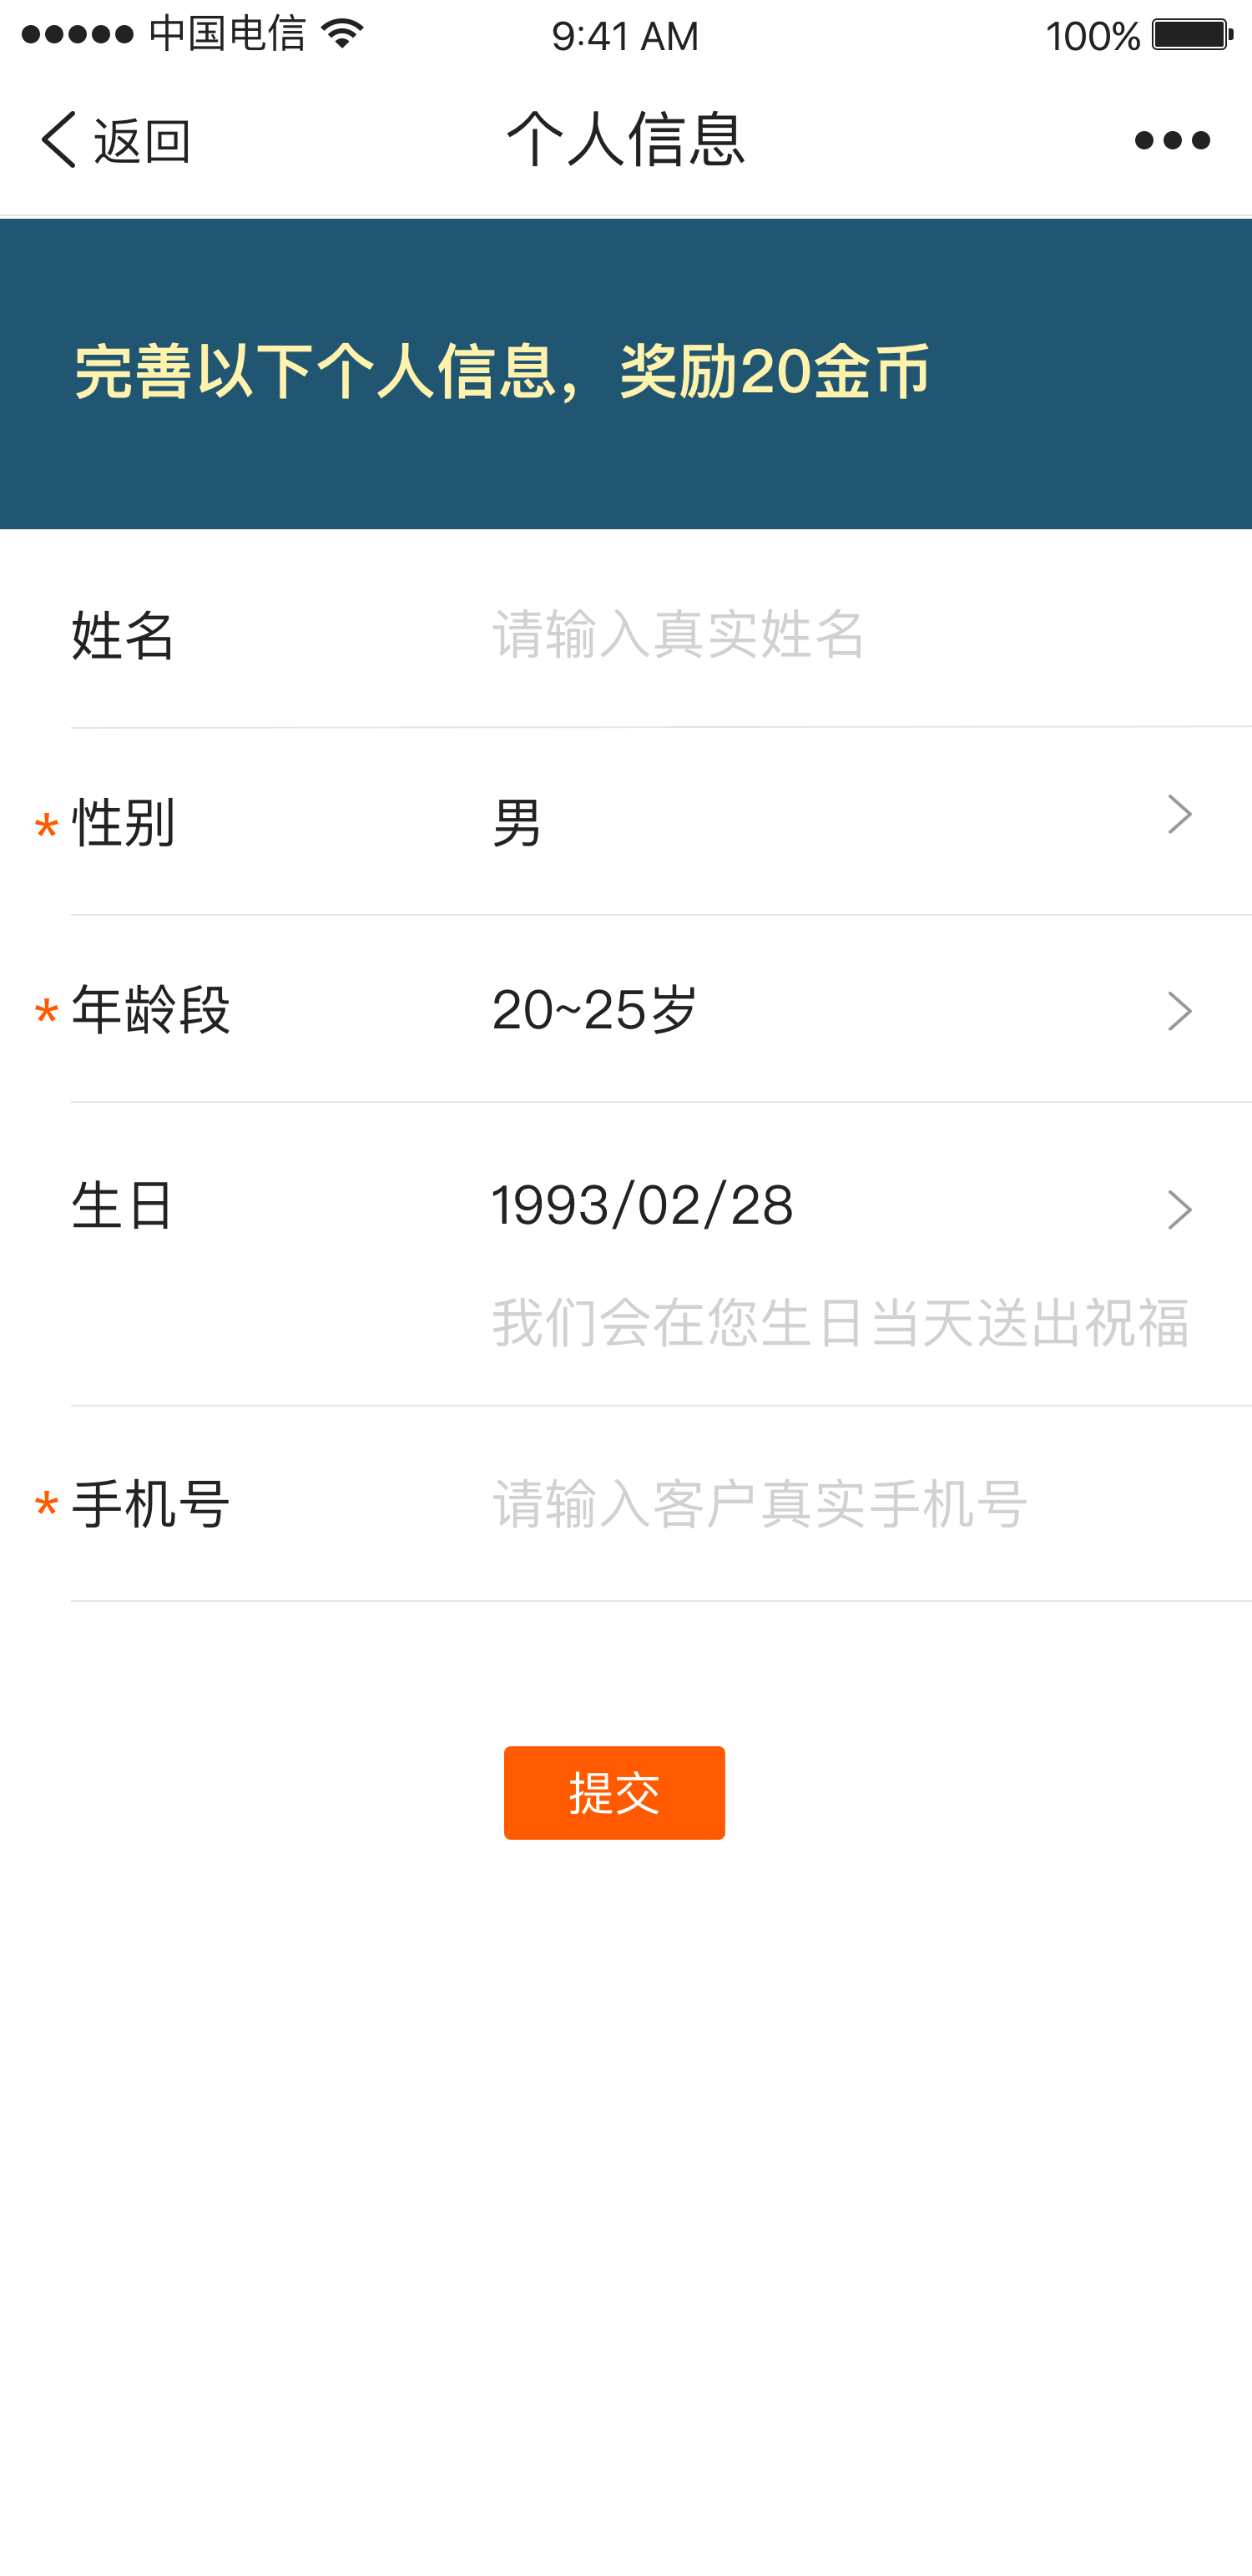 中国电信 9:41 AM 100%
返回 个人信息
完善以下个人信息，奖励20金币
姓名 请输入真实姓名
* 性别 男
* 年龄段 20~25岁
生日 1993/02/28
我们会在您生日当天送出祝福
* 手机号 请输入客户真实手机号
提交